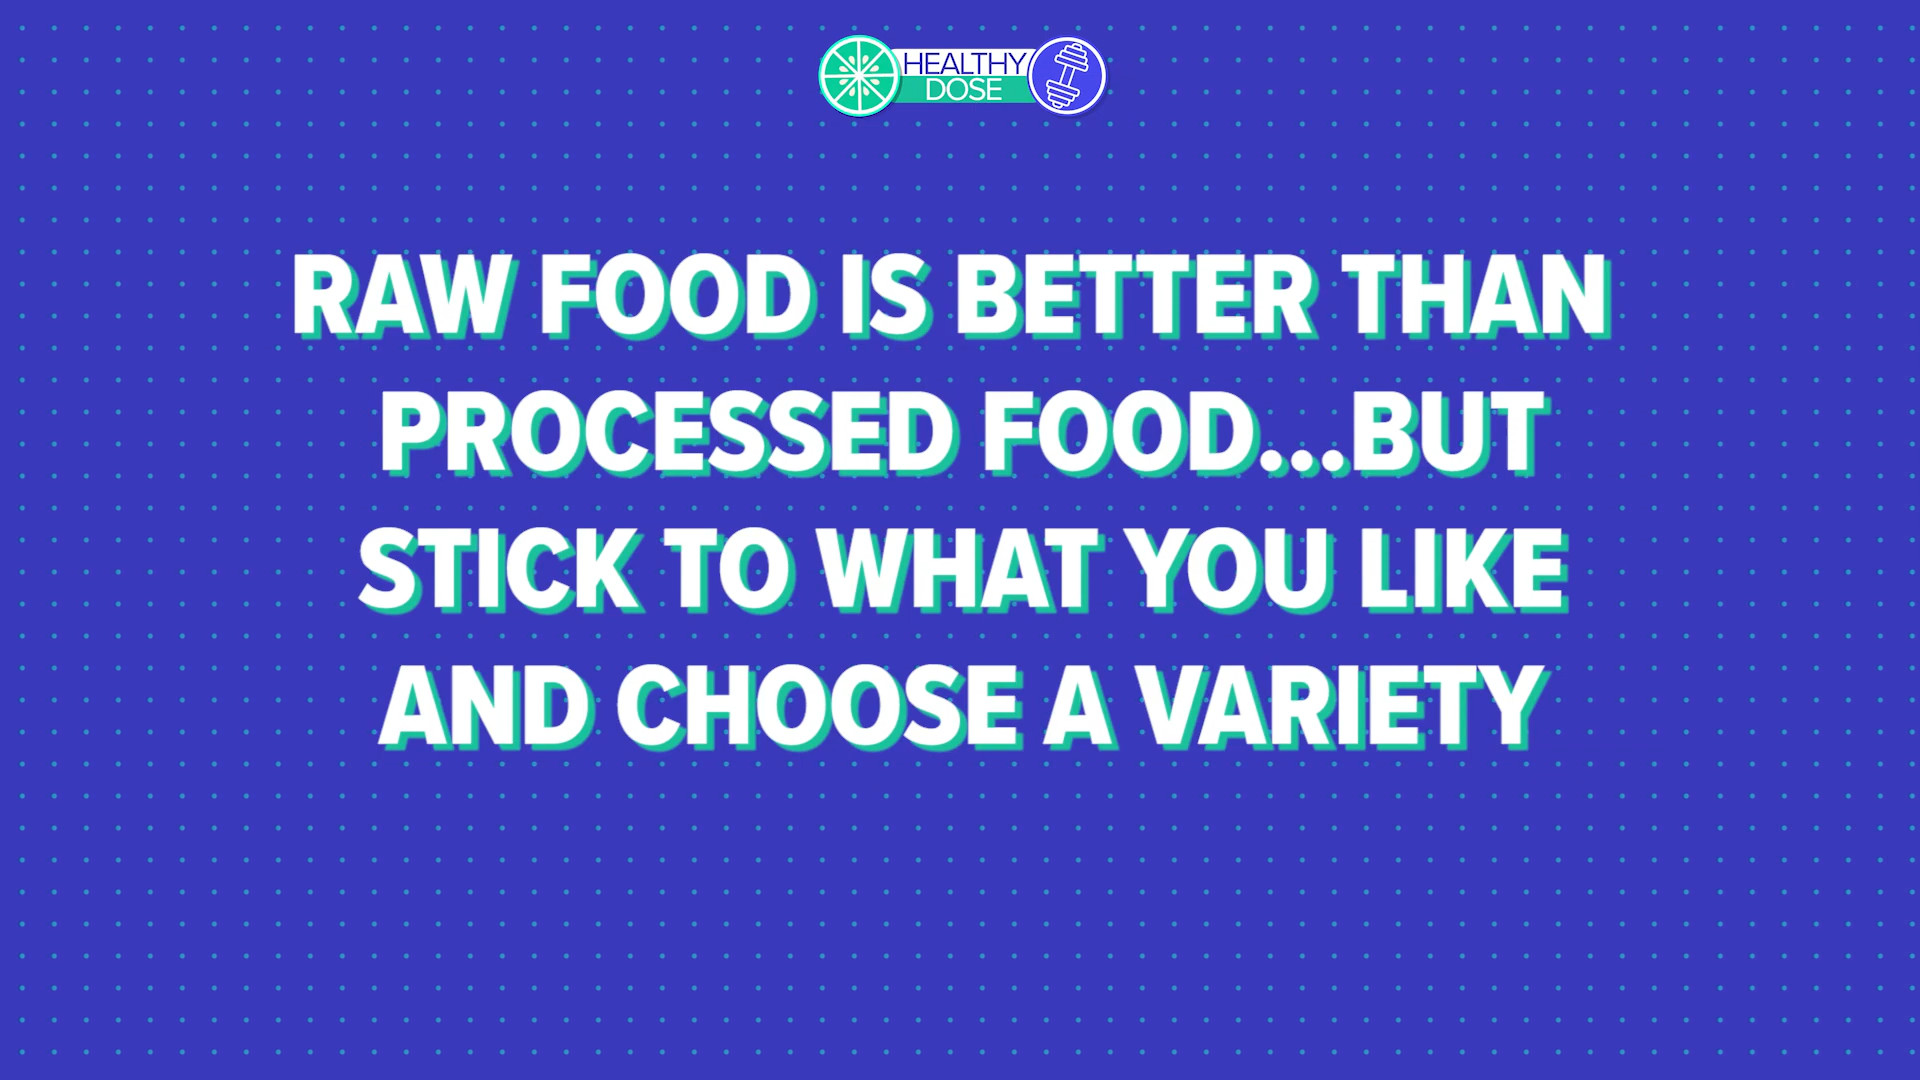 HEALTHY
DOSE
RAW FOOD IS BETTER THAN
PROCESSED FOOD...BUT
STICK TO WHAT YOU LIKE
AND CHOOSE A VARIETY